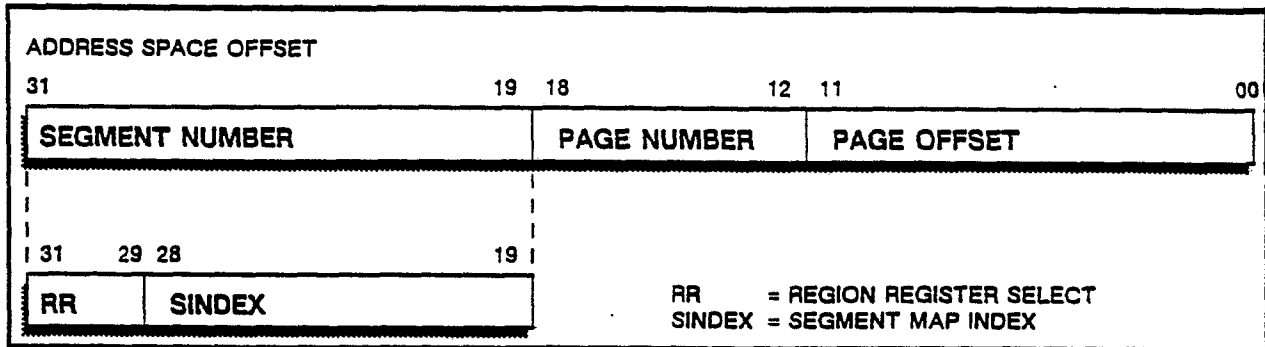 ADDRESS SPACE OFFSET
31 19 18 12 11 00
SEGMENT NUMBER PAGE NUMBER PAGE OFFSET
31 29 28 19
RR SINDEX
RR = REGION REGISTER SELECT
SINDEX = SEGMENT MAP INDEX